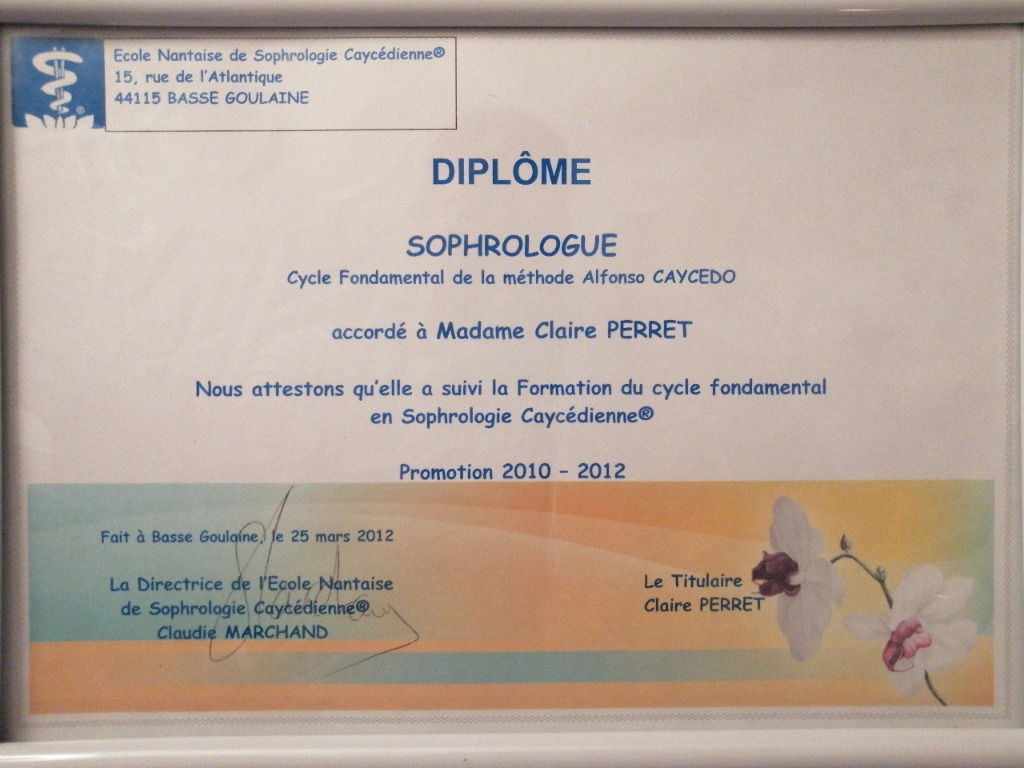 Ecole Nantaise de Sophrologie Caycédienne®
15, rue de l'Atlantique
44115 BASSE GOULAINE
DIPLÔME
SOPHROLOGUE
Cycle Fondamental de la méthode Alfonso CAYCEDO
accordé à Madame Claire PERRET
Nous attestons qu'elle a suivi la Formation du cycle fondamental
en Sophrologie Caycédienne®
Promotion 2010 - 2012
Fait à Basse Goulaine, le 25 mars 2012
La Directrice de l'Ecole Nantaise
de Sophrologie Caycédienne®
Claudie MARCHAND
Le Titulaire
Claire PERRET